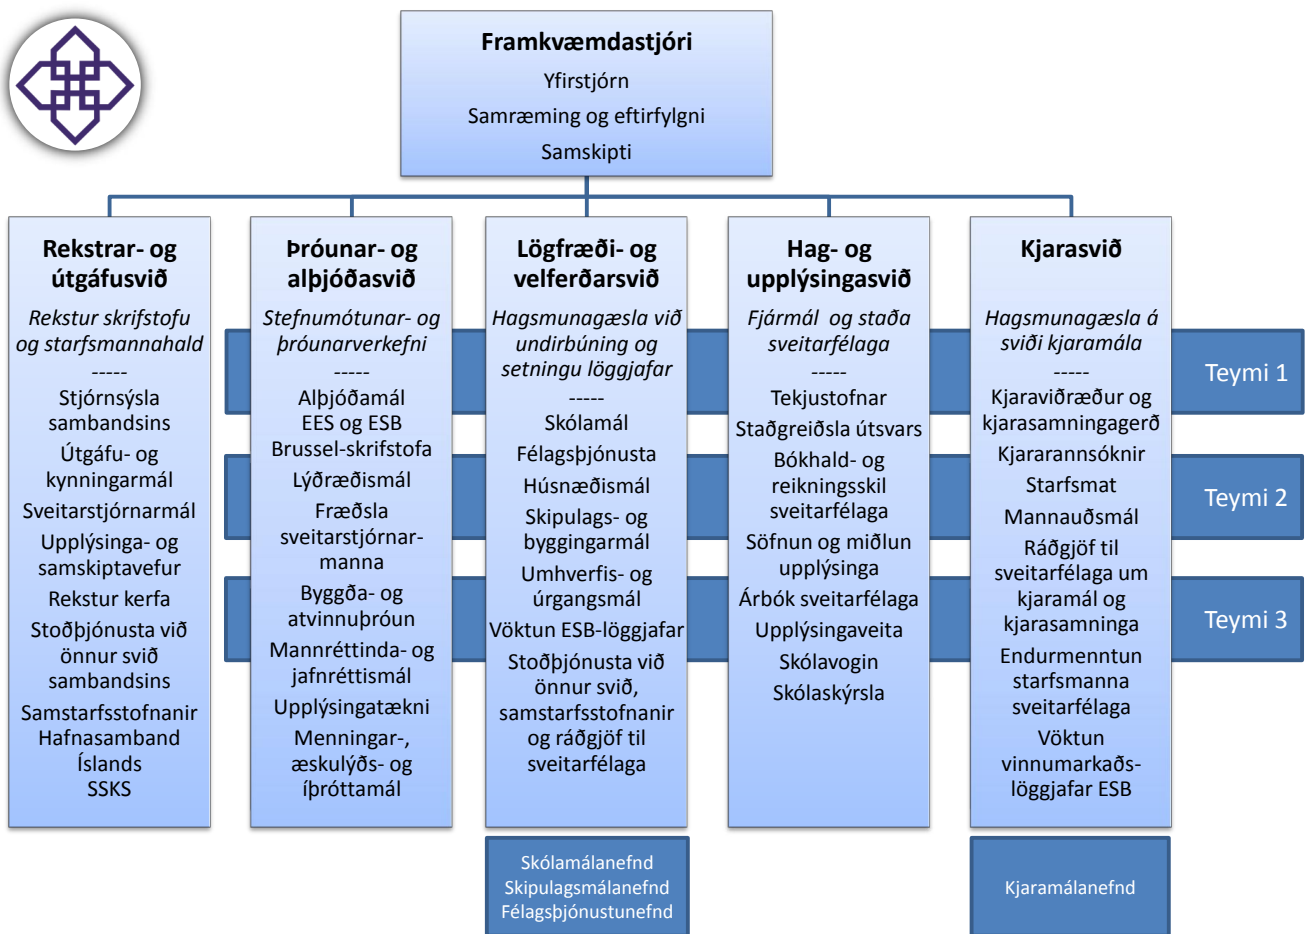 Framkvæmdastjóri
Yfirstjórn
Samræming og eftirfylgni
Samskipti
Rekstrar- og
útgáfusvið
Rekstur skrifstofu
og starfsmannahald
-----
Stjórnsýsla
sambandsins
Útgáfu- og
kynningarmál
Sveitarstjórnarmál
Upplýsinga- og
samskiptavefur
Rekstur kerfa
Stoðþjónusta við
önnur svið
sambandsins
Samstarfsstofnanir
Hafnasamband
Íslands
SSKS
Þróunar- og
alþjóðasvið
Stefnumótunar- og
þróunarverkefni
-----
Alþjóðamál
EES og ESB
Brussel-skrifstofa
Lýðræðismál
Fræðsla
sveitarstjórnar-
manna
Byggða- og
atvinnuþróun
Mannréttinda- og
jafnréttismál
Upplýsingatækni
Menningar-,
æskulýðs- og
íþróttamál
Lögfræði- og
velferðarsvið
Hagsmunagæsla við
undirbúning og
setningu löggjafar
-----
Skólamál
Félagsþjónusta
Húsnæðismál
Skipulags- og
byggingarmál
Umhverfis- og
úrgangsmál
Vöktun ESB-löggjafar
Stoðþjónusta við
önnur svið,
samstarfsstofnanir
og ráðgjöf til
sveitarfélaga
Skólamálanefnd
Skipulagsmálanefnd
Félagsþjónustunefnd
Hag- og
upplýsingasvið
Fjármál og staða
sveitarfélaga
-----
Tekjustofnar
Staðgreiðsla útsvars
Bókhald- og
reikningsskil
sveitarfélaga
Söfnun og miðlun
upplýsinga
Árbók sveitarfélaga
Upplýsingaveita
Skólavogin
Skólaskýrsla
Kjarasvið
Hagsmunagæsla á
sviði kjaramála
-----
Kjaraviðræður og
kjarasamningagerð
Kjararannsóknir
Starfsmat
Mannauðsmál
Ráðgjöf til
sveitarfélaga um
kjaramál og
kjarasamninga
Endurmenntun
starfsmanna
sveitarfélaga
Vöktun
vinnumarkaðs-
löggjafar ESB
Kjaramálanefnd
Teymi 1
Teymi 2
Teymi 3